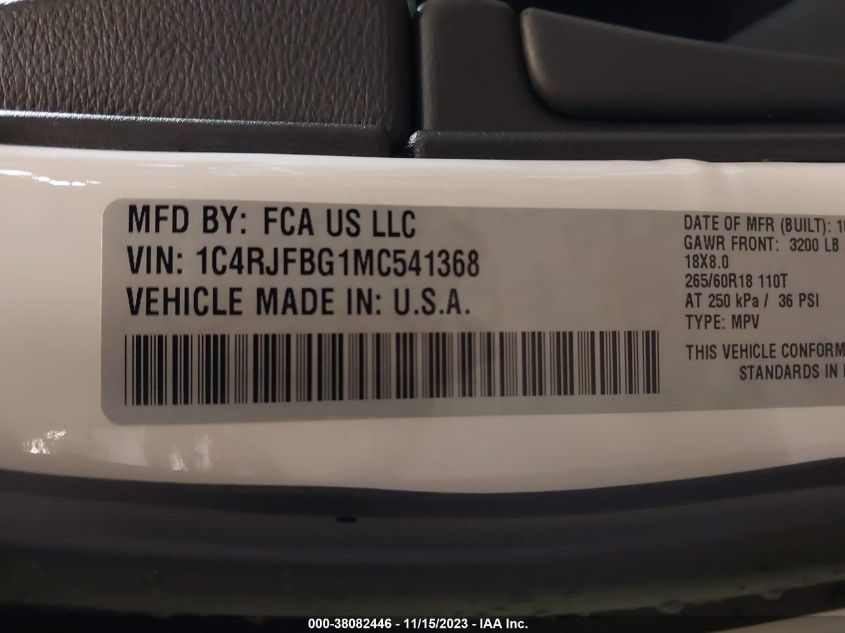 MFD BY: FCA US LLC
VIN: 1C4RJFBG1MC541368
VEHICLE MADE IN: U.S.A.
DATE OF MFR (BUILT):
GAWR FRONT: 3200 LB
18X8.0
265/60R18 110T
AT 250 kPa / 36 PSI
TYPE: MPV
THIS VEHICLE CONFORM
STANDARDS IN
000-38082446 - 11/15/2023 - IAA Inc.